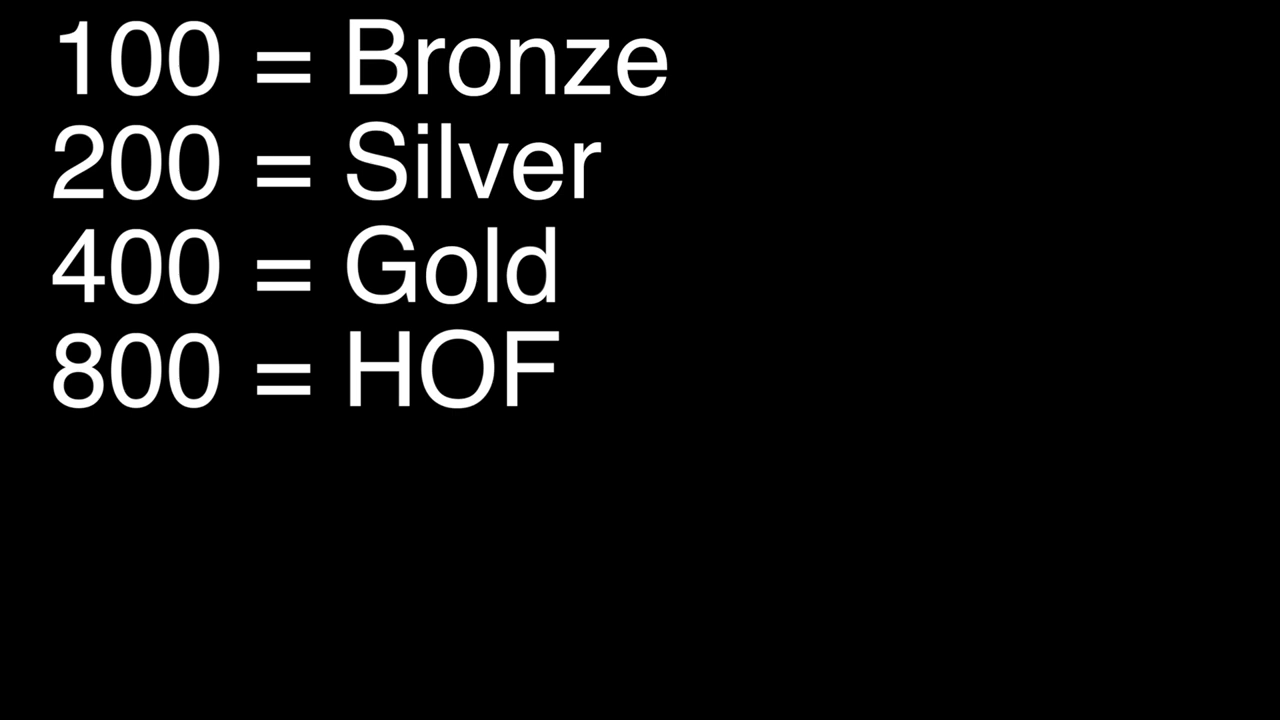 100 = Bronze
200 = Silver
400 = Gold
800 = HOF